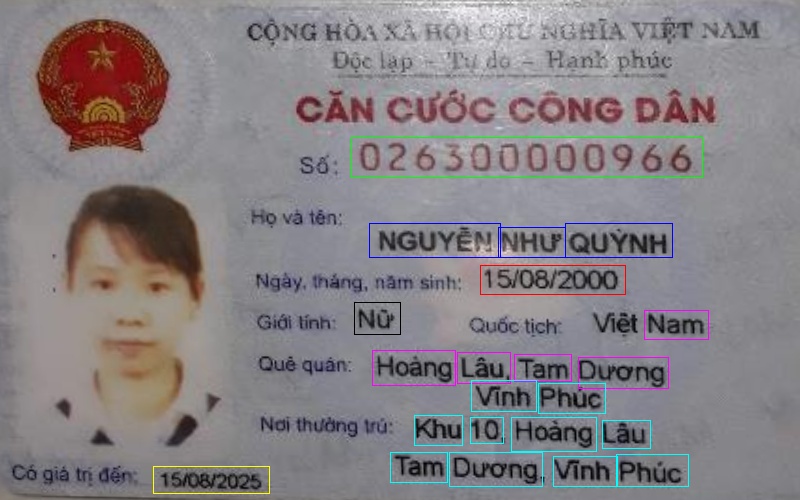 CỘNG HÒA XÃ HỘI CHỦ NGHĨA VIỆT NAM
Độc lập - Tự do - Hạnh phúc
CĂN CƯỚC CÔNG DÂN
Số: 026300000966
Họ và tên:
NGUYỄN NHƯ QUỲNH
Ngày, tháng, năm sinh: 15/08/2000
Giới tính: Nữ Quốc tịch: Việt Nam
Quê quán: Hoàng Lâu, Tam Dương
Vĩnh Phúc
Nơi thường trú: Khu 10, Hoàng Lâu
Tam Dương, Vĩnh Phúc
Có giá trị đến: 15/08/2025